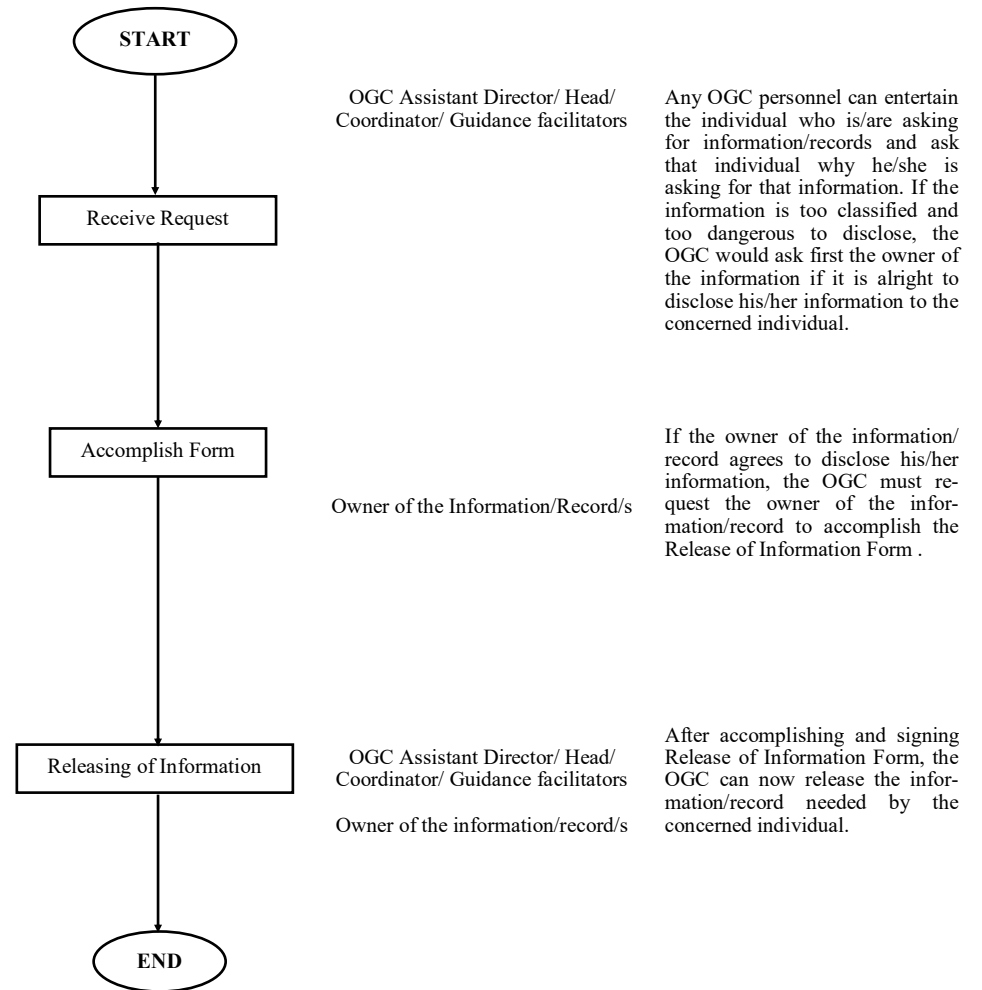 START
OGC Assistant Director/ Head/
Coordinator/ Guidance facilitators
Any OGC personnel can entertain
the individual who is/are asking
for information/records and ask
that individual why he/she is
asking for that information. If the
information is too classified and
too dangerous to disclose, the
OGC would ask first the owner of
the information if it is alright to
disclose his/her information to the
concerned individual.
Receive Request
Accomplish Form
Owner of the Information/Record/s
If the owner of the information/
record agrees to disclose his/her
information, the OGC must re-
quest the owner of the infor-
mation/record to accomplish the
Release of Information Form .
Releasing of Information
OGC Assistant Director/ Head/
Coordinator/ Guidance facilitators
Owner of the information/record/s
After accomplishing and signing
Release of Information Form, the
OGC can now release the infor-
mation/record needed by the
concerned individual.
END